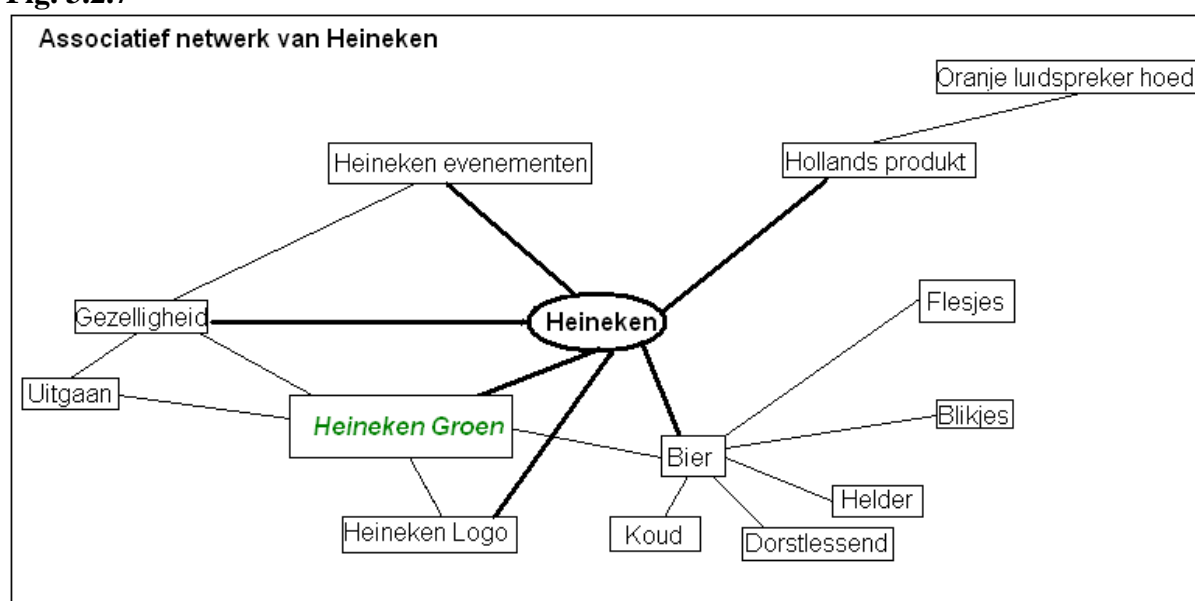 Fig. 3.2.7
Associatief netwerk van Heineken
Oranje luidspreker hoed
Heineken evenementen
Hollands produkt
Flesjes
Gezelligheid
Heineken
Uitgaan
Heineken Groen
Blikjes
Bier
Helder
Heineken Logo
Koud
Dorstlessend